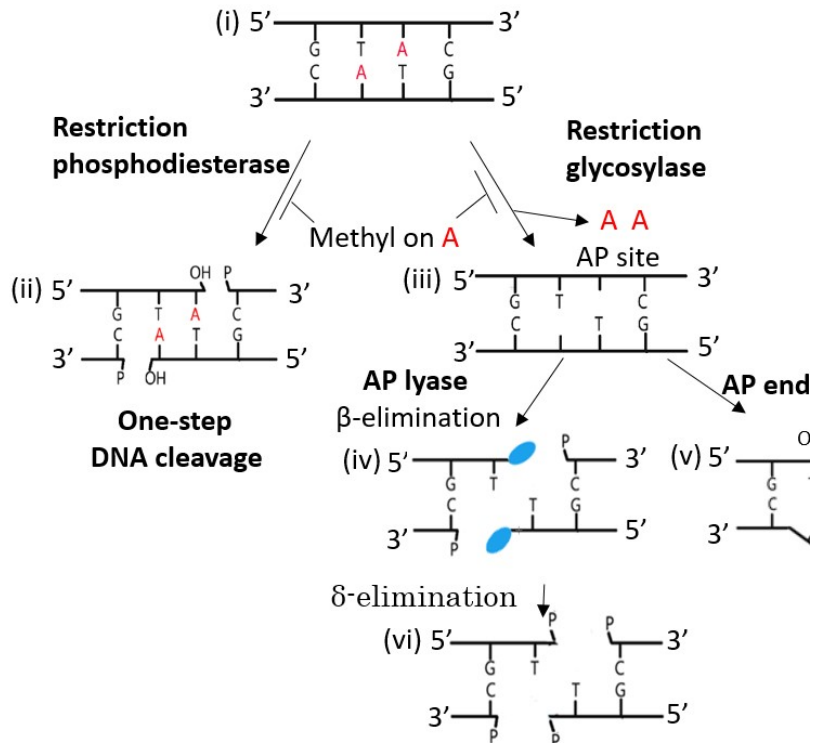 (i) 5’ 3’
G T A C
C A T G
3’ 5’
Restriction
phosphodiesterase
Restriction
glycosylase
Methyl on A
A A
AP site
(ii) 5’ OH P 3’
G T A C
C A T G
3’ P OH 5’
One-step
DNA cleavage
(iii) 5’ 3’
G T C
C T G
3’ 5’
AP lyase
β-elimination
AP end
(iv) 5’ P 3’
G T C
C T G
3’ P 5’
(v) 5’ O
G
C
3’
δ-elimination
(vi) 5’ P P 3’
G T C
C T G
3’ P P 5’